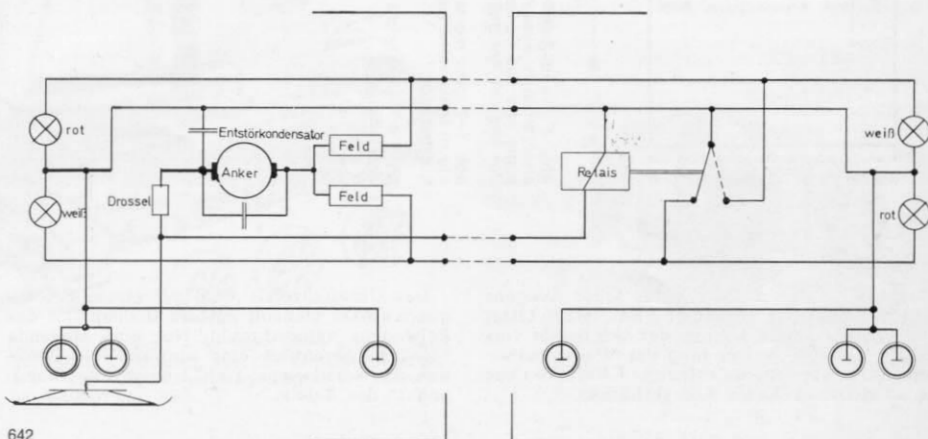 rot
weiß
Entstörkondensator
Anker
Drossel
Feld
Feld
Relais
weiß
rot
642